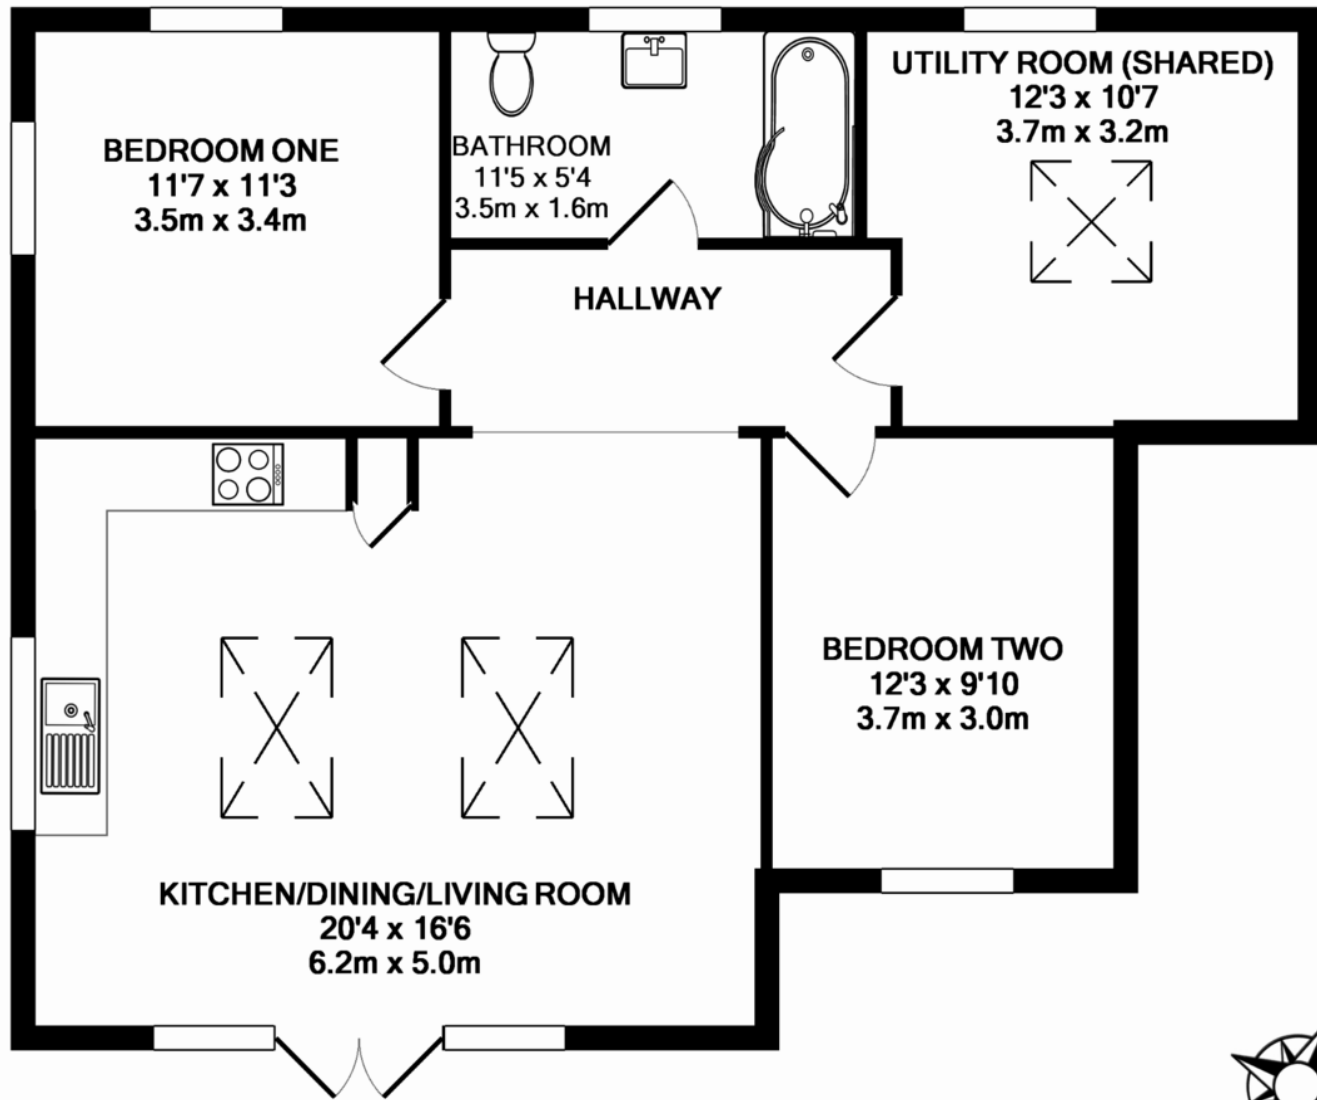 BEDROOM ONE
11'7 x 11'3
3.5m x 3.4m
BATHROOM
11'5 x 5'4
3.5m x 1.6m
UTILITY ROOM (SHARED)
12'3 x 10'7
3.7m x 3.2m
HALLWAY
BEDROOM TWO
12'3 x 9'10
3.7m x 3.0m
KITCHEN/DINING/LIVING ROOM
20'4 x 16'6
6.2m x 5.0m